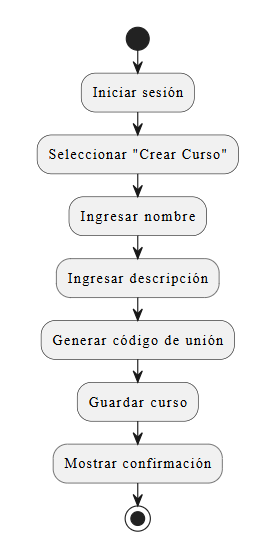 Iniciar sesión
Seleccionar "Crear Curso"
Ingresar nombre
Ingresar descripción
Generar código de unión
Guardar curso
Mostrar confirmación